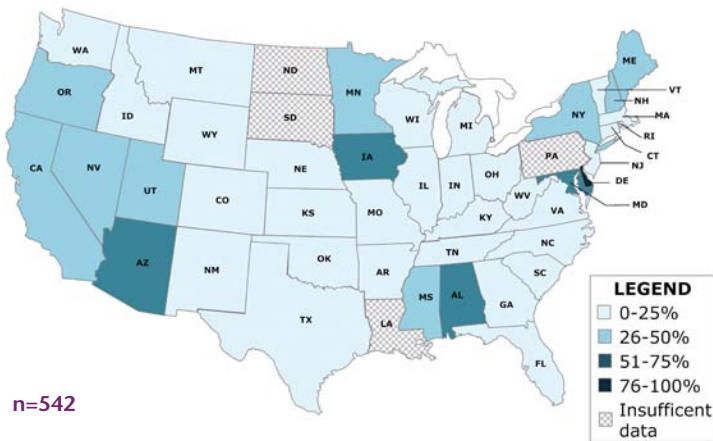 WA
MT
ND
MN
ME
VT
NH
OR
ID
SD
WI
MI
NY
MA
RI
WY
CT
IA
PA
NJ
NE
CA
NV
UT
CO
IL
IN
OH
DE
MD
WV
VA
KS
MO
KY
AZ
NM
OK
AR
TN
NC
SC
MS
AL
GA
LA
TX
FL
LEGEND
0-25%
26-50%
51-75%
76-100%
Insufficent
data
n=542